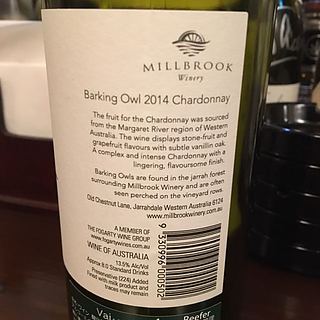 MILLBROOK
Winery
Barking Owl 2014 Chardonnay
The fruit for the Chardonnay was sourced
from the Margaret River region of Western
Australia. The wine displays stone-fruit and
grapefruit flavours with subtle vanillin oak.
A complex and intense Chardonnay with a
lingering, flavoursome finish.
Barking Owls are found in the jarrah forest
surrounding Millbrook Winery and are often
seen perched on the vineyard rows.
Old Chestnut Lane, Jarrahdale Western Australia 6124
www.millbrookwinery.com.au
A MEMBER OF
THE FOGARTY WINE GROUP
www.fogartywines.com.au
WINE OF AUSTRALIA
13.5% Alc/Vol
Approx 8.0 Standard Drinks
Preservative (224) Added
Fined with milk product and
traces may remain
9 330996 000502
Beefer